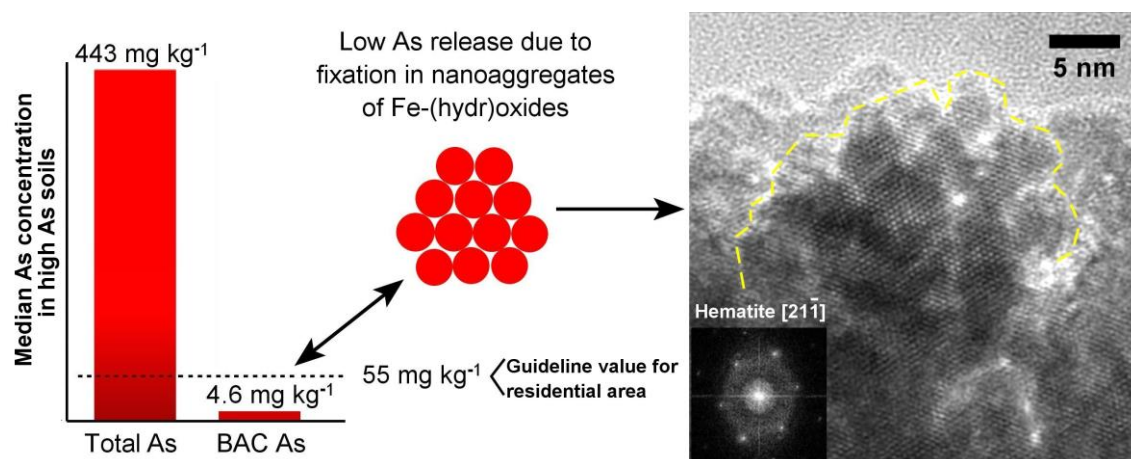 Median As concentration
in high As soils
443 mg kg⁻¹
4.6 mg kg⁻¹
Total As
BAC As
Low As release due to
fixation in nanoaggregates
of Fe-(hydr)oxides
55 mg kg⁻¹
Guideline value for
residential area
5 nm
Hematite [211̄]